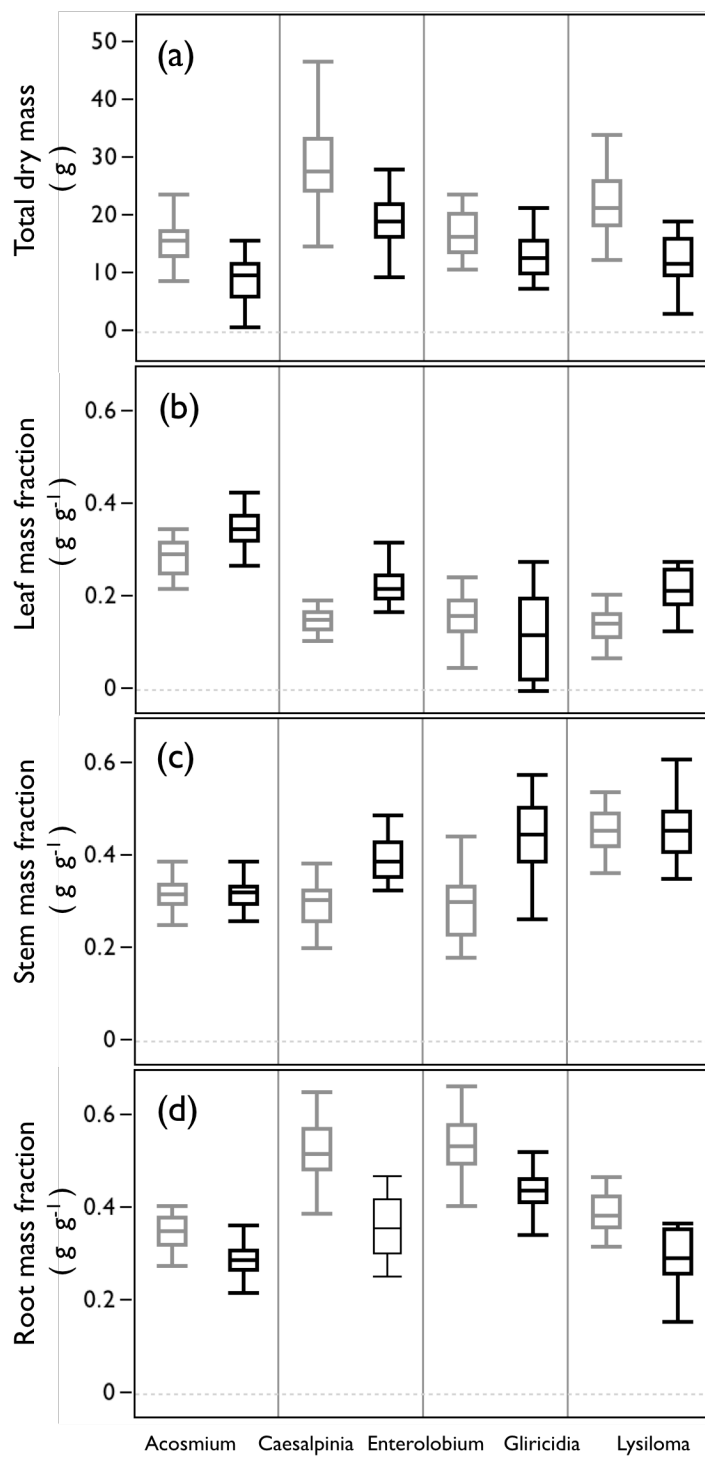 (a)
Total dry mass
( g )
50
40
30
20
10
0
(b)
Leaf mass fraction
( g g-1 )
0.6
0.4
0.2
0
(c)
Stem mass fraction
( g g-1 )
0.6
0.4
0.2
0
(d)
Root mass fraction
( g g-1 )
0.6
0.4
0.2
0
Acosmium Caesalpinia Enterolobium Gliricidia Lysiloma